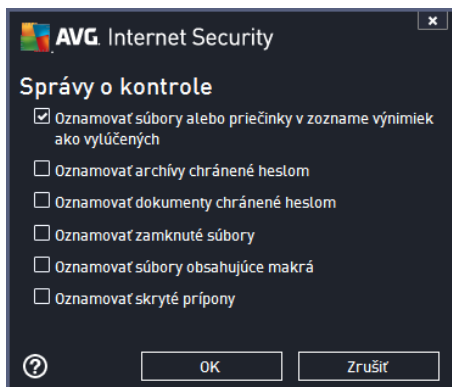 AVG. Internet Security
Správy o kontrole
Oznamovať súbory alebo priečinky v zozname výnimiek
ako vylúčených
Oznamovať archívy chránené heslom
Oznamovať dokumenty chránené heslom
Oznamovať zamknuté súbory
Oznamovať súbory obsahujúce makrá
Oznamovať skryté prípony
? OK Zrušiť